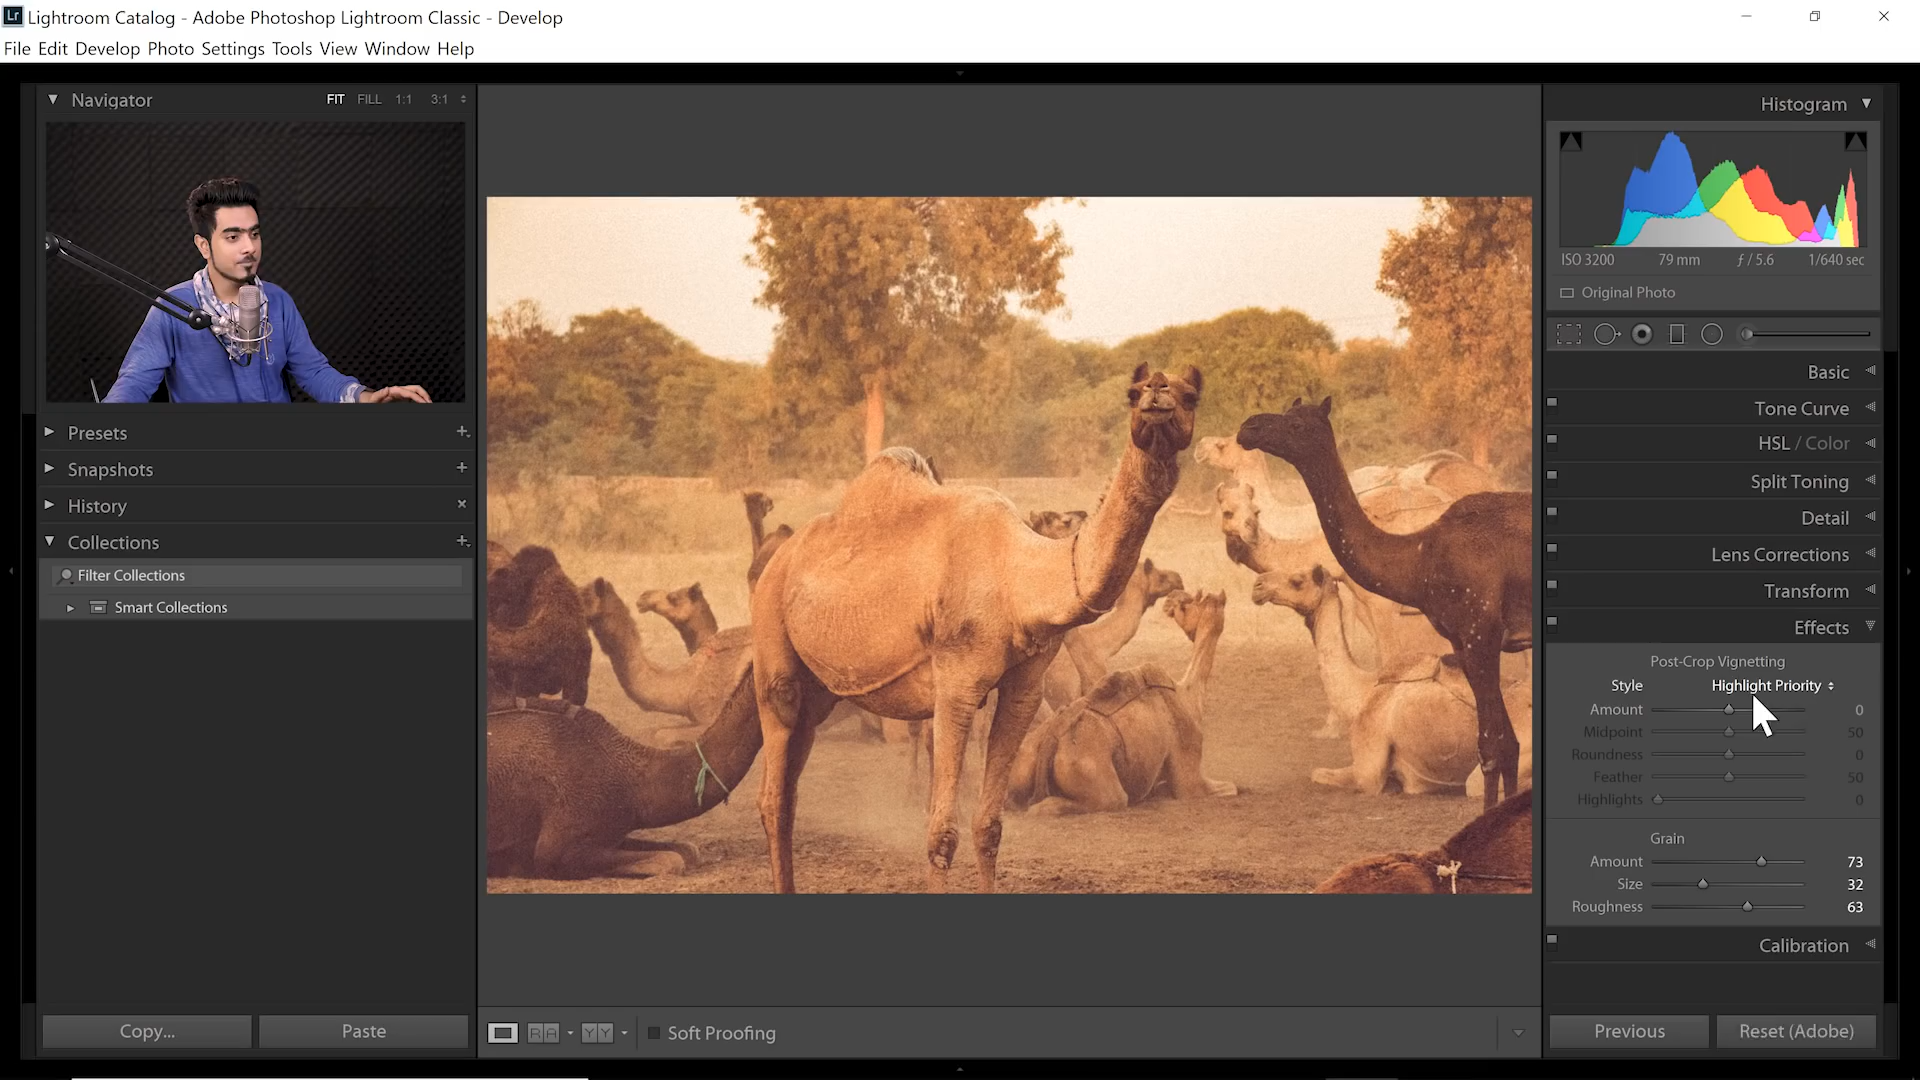 Lr Lightroom Catalog - Adobe Photoshop Lightroom Classic - Develop
File Edit Develop Photo Settings Tools View Window Help
Navigator FIT FILL 1:1 3:1
Presets
Snapshots
History
Collections
Filter Collections
Smart Collections
Copy... Paste
RA YY Soft Proofing
Histogram
ISO 3200 79 mm ƒ / 5.6 1/640 sec
Original Photo
Basic
Tone Curve
HSL / Color
Split Toning
Detail
Lens Corrections
Transform
Effects
Post-Crop Vignetting
Style Highlight Priority
Amount 0
Midpoint 50
Roundness 0
Feather 50
Highlights 0
Grain
Amount 73
Size 32
Roughness 63
Calibration
Previous Reset (Adobe)